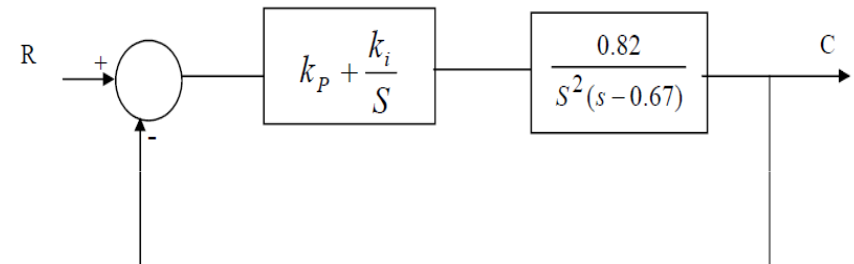 R + k_P + k_i/S 0.82/S^2(s-0.67) C
-